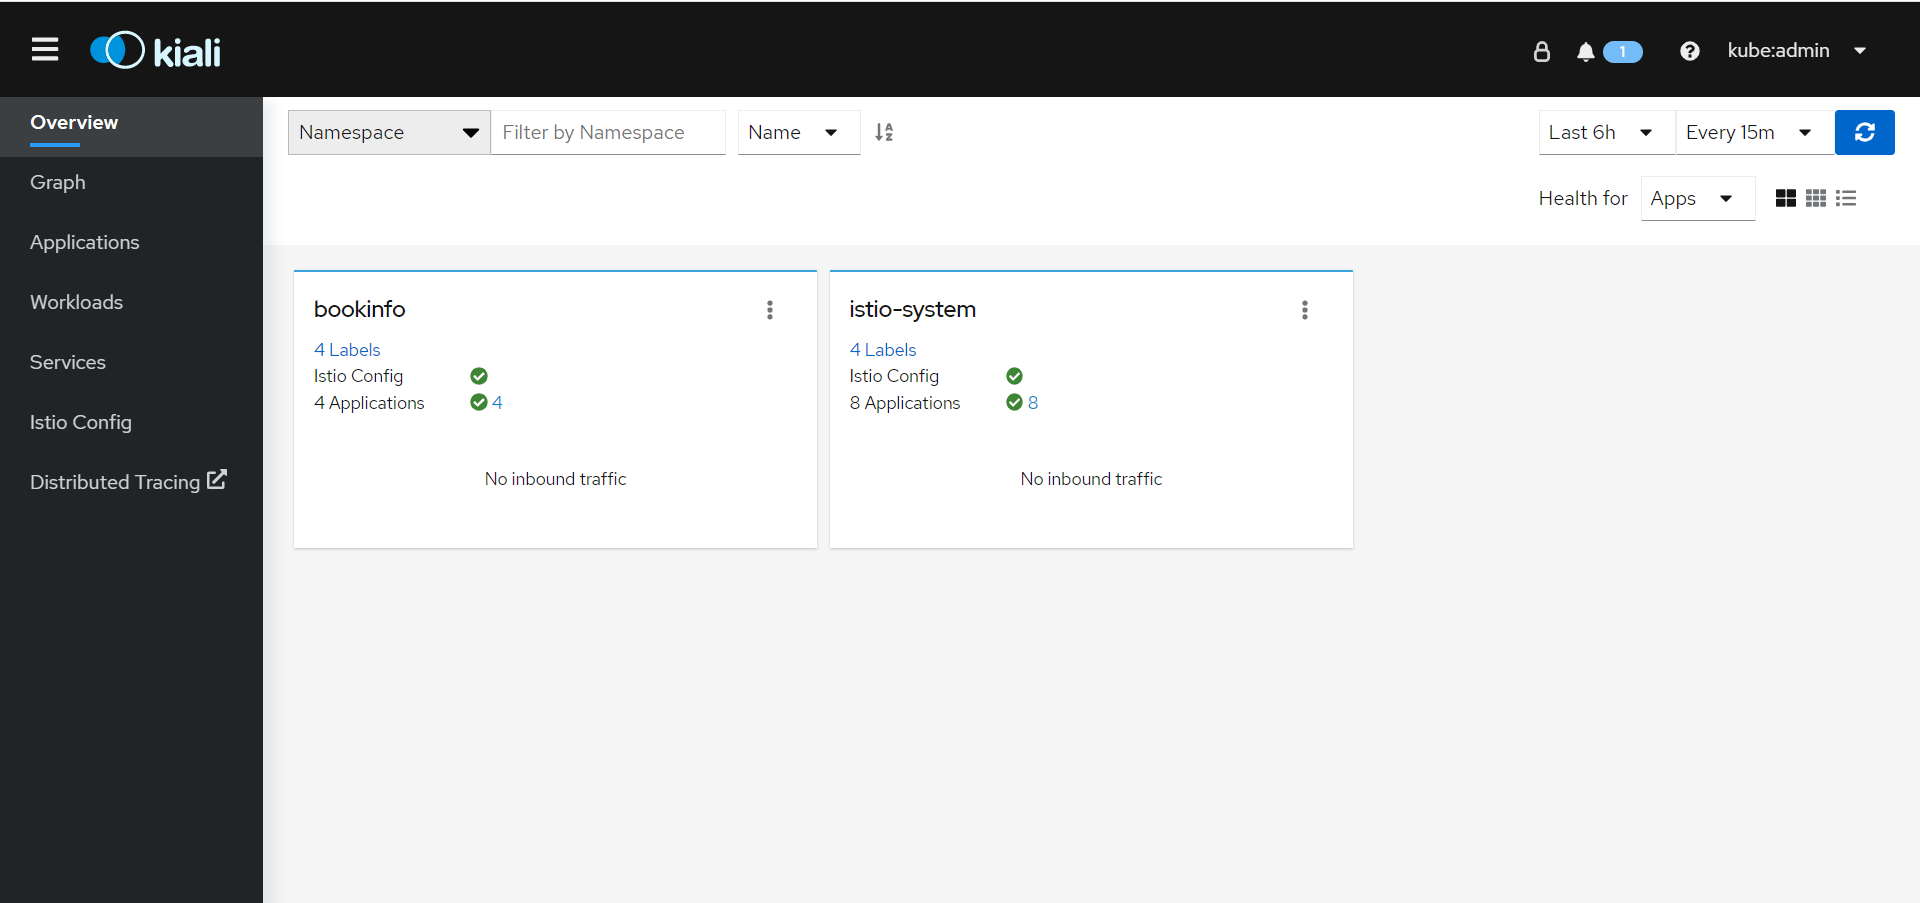 kiali
1
kube:admin
Overview
Graph
Applications
Workloads
Services
Istio Config
Distributed Tracing
Namespace
Filter by Namespace
Name
Last 6h
Every 15m
Health for
Apps
bookinfo
4 Labels
Istio Config
4 Applications 4
No inbound traffic
istio-system
4 Labels
Istio Config
8 Applications 8
No inbound traffic